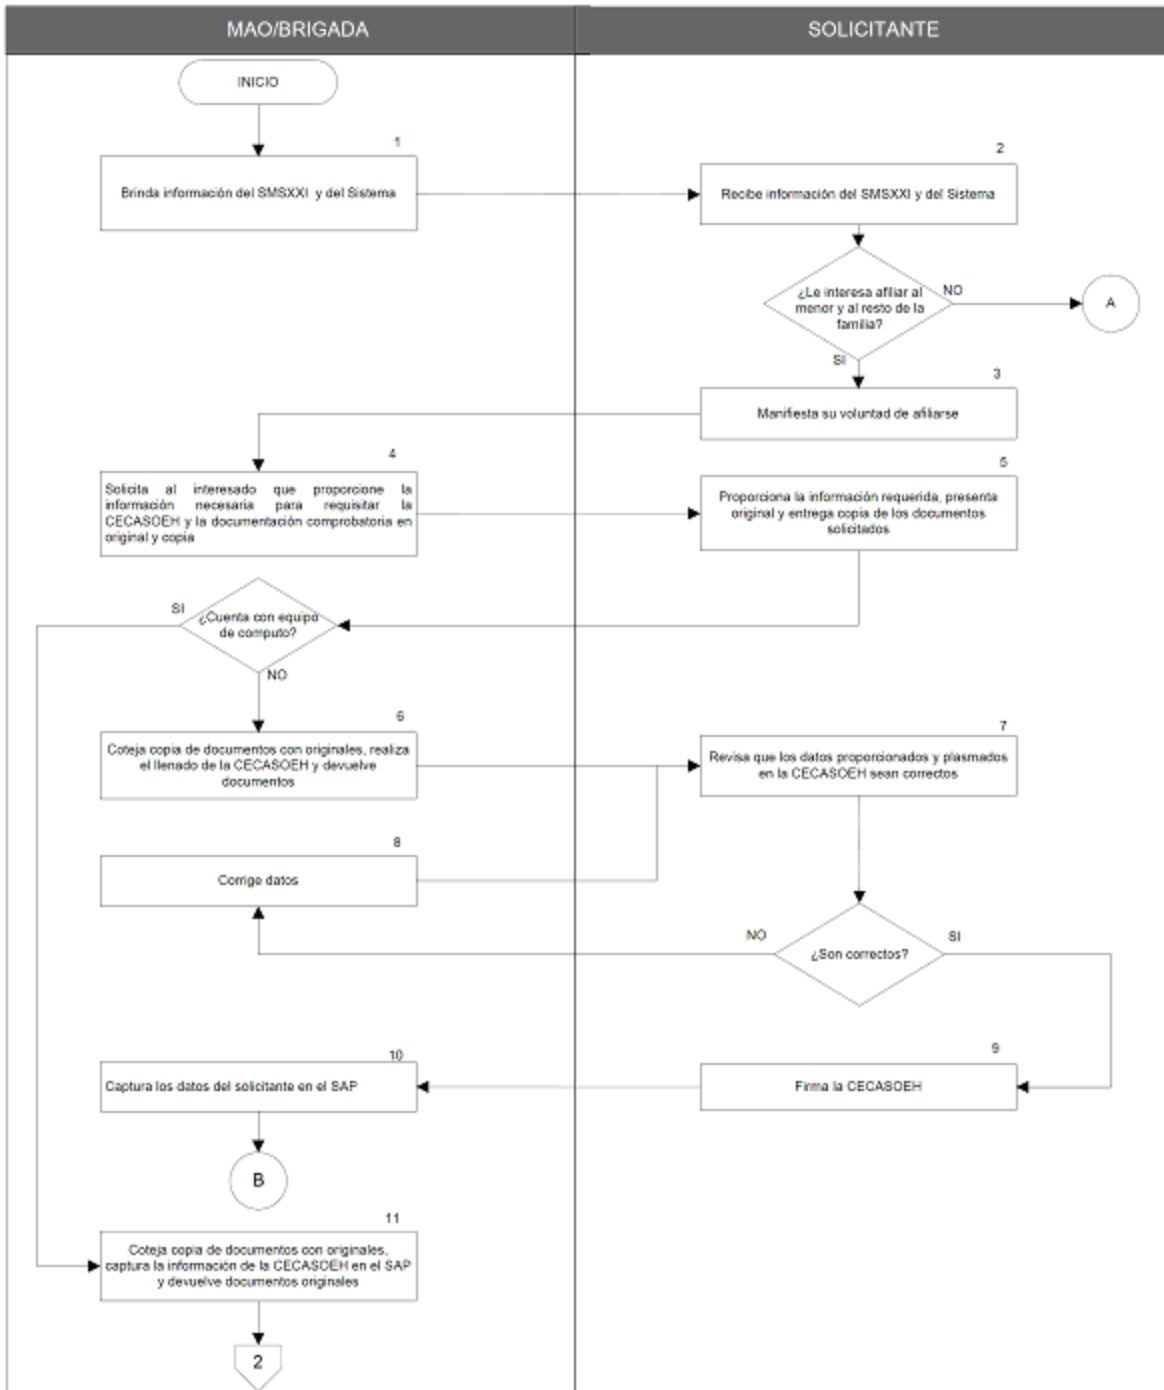 MAO/BRIGADA
SOLICITANTE
INICIO
1
Brinda información del SMSXXI y del Sistema
2
Recibe información del SMSXXI y del Sistema
¿Le interesa afiliar al
menor y al resto de la
familia?
NO
A
SI
3
Manifiesta su voluntad de afiliarse
4
Solicita al interesado que proporcione la
información necesaria para requisitar la
CECASOEH y la documentación comprobatoria en
original y copia
5
Proporciona la información requerida, presenta
original y entrega copia de los documentos
solicitados
SI
¿Cuenta con equipo
de computo?
NO
6
Coteja copia de documentos con originales, realiza
el llenado de la CECASOEH y devuelve
documentos
7
Revisa que los datos proporcionados y plasmados
en la CECASOEH sean correctos
8
Corrige datos
NO
¿Son correctos?
SI
9
Firma la CECASOEH
10
Captura los datos del solicitante en el SAP
B
11
Coteja copia de documentos con originales,
captura la información de la CECASOEH en el SAP
y devuelve documentos originales
2